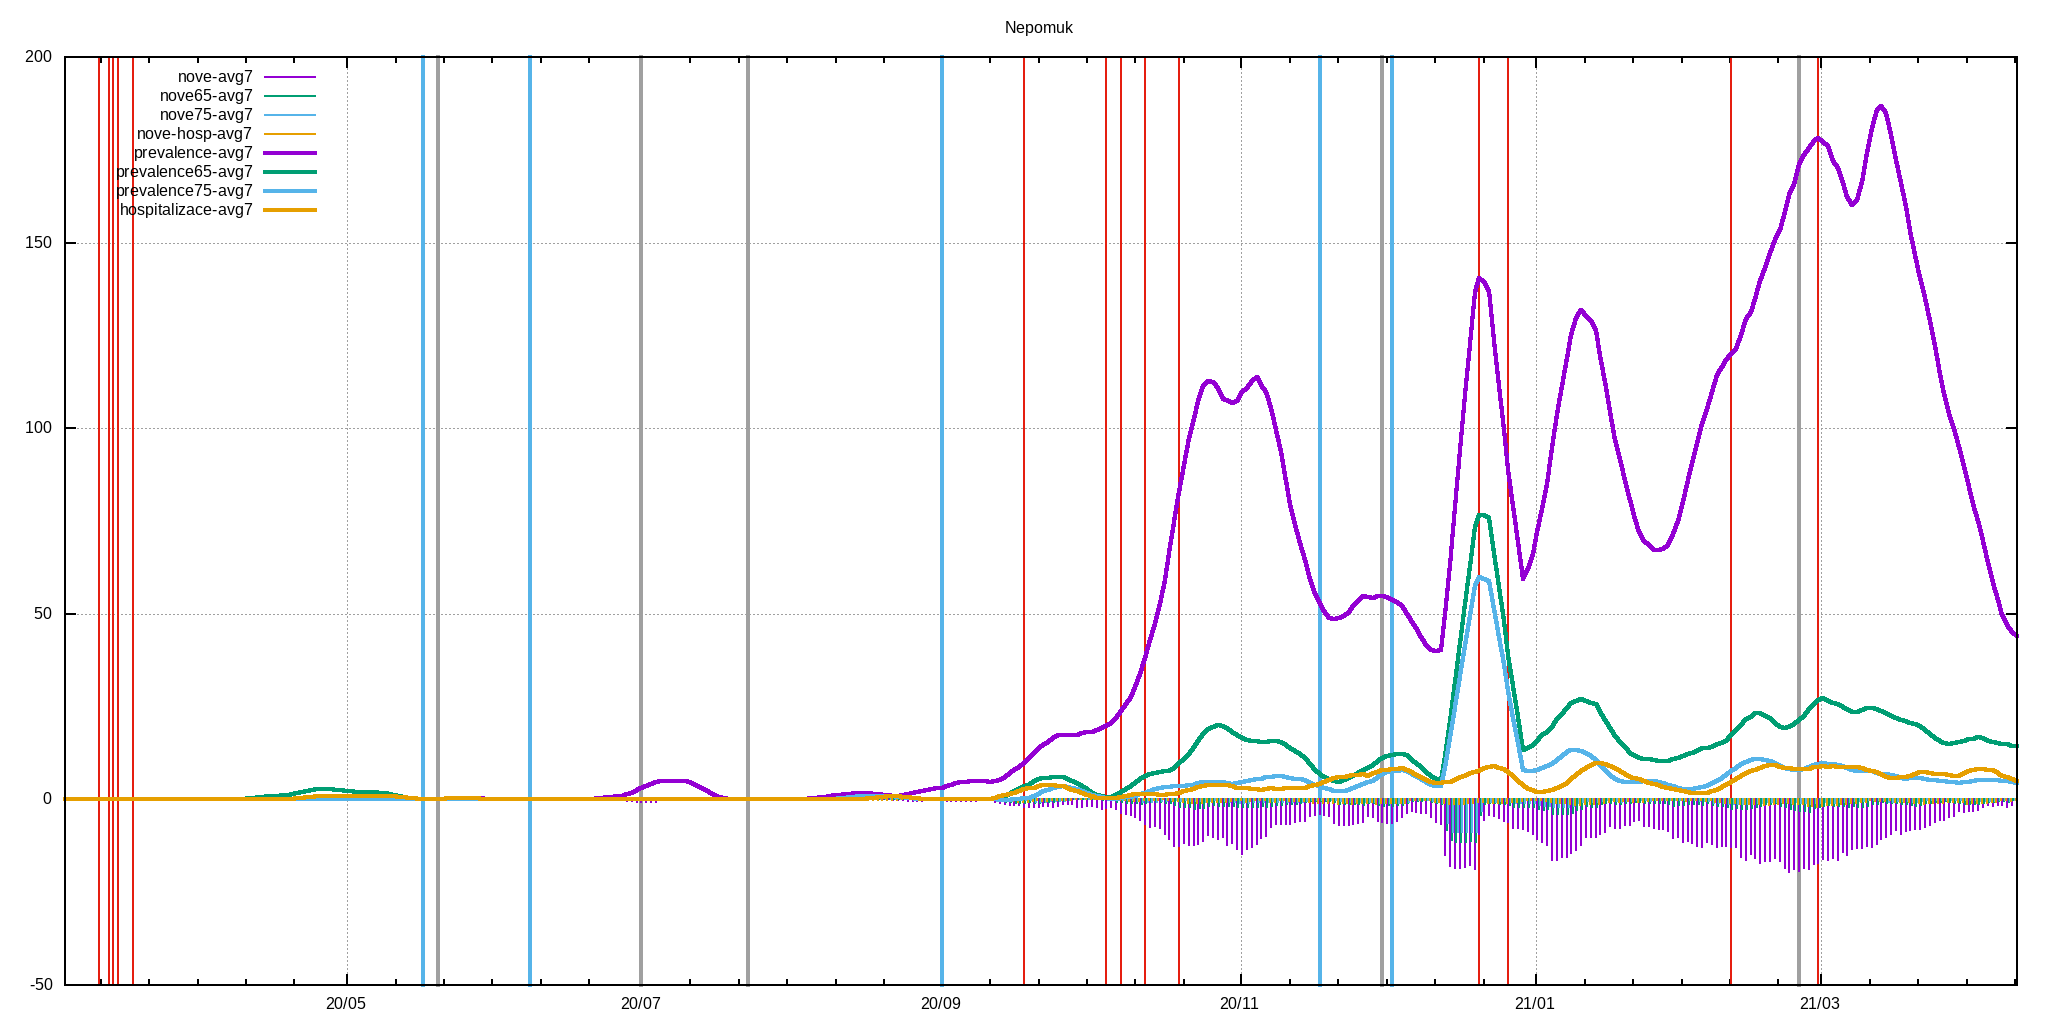 Nepomuk
200
150
100
50
0
-50
nove-avg7
nove65-avg7
nove75-avg7
nove-hosp-avg7
prevalence-avg7
prevalence65-avg7
prevalence75-avg7
hospitalizace-avg7
20/05 20/07 20/09 20/11 21/01 21/03